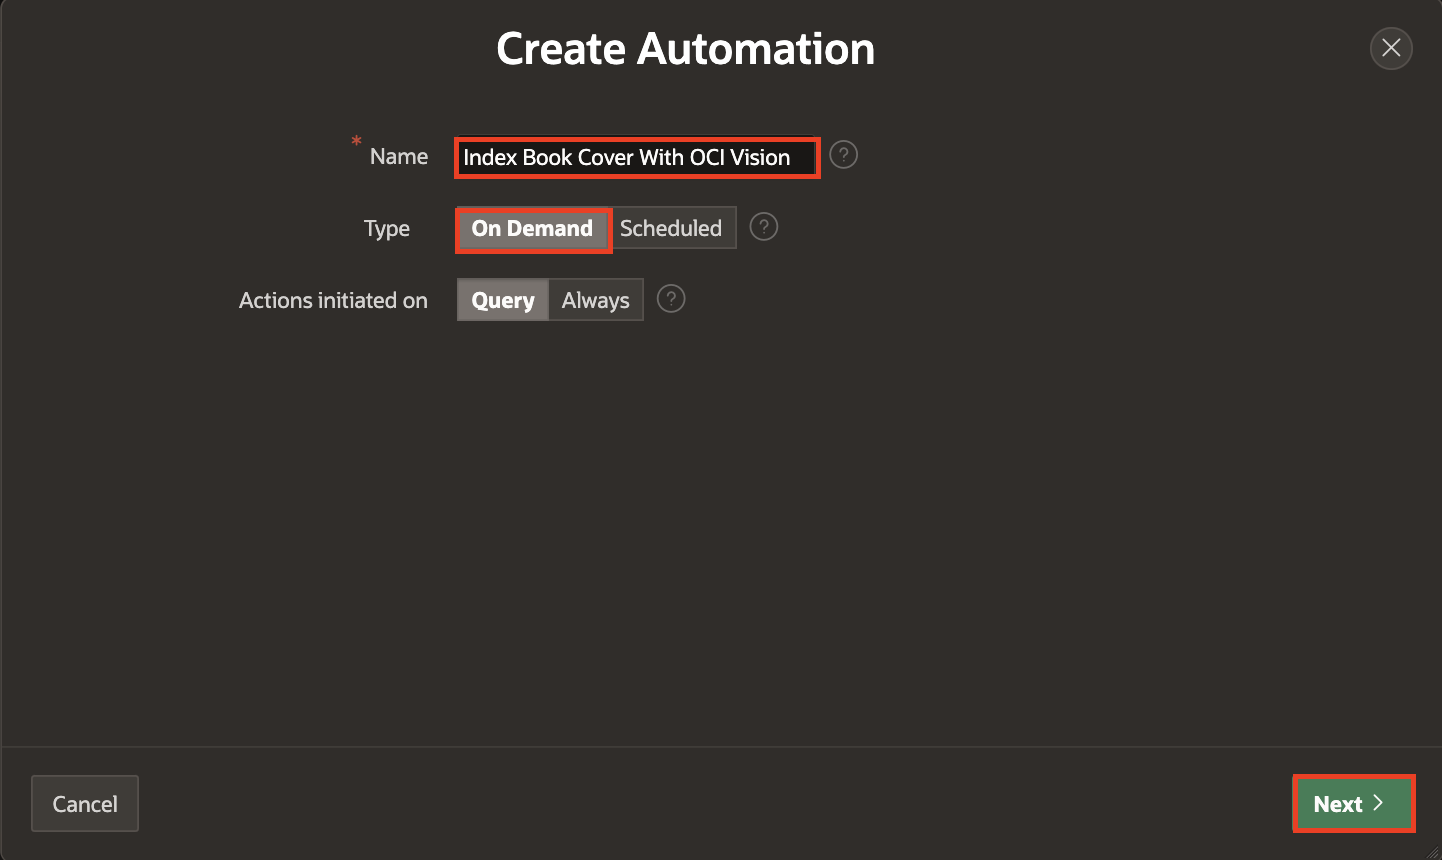 Create Automation
* Name Index Book Cover With OCI Vision ?
Type On Demand Scheduled ?
Actions initiated on Query Always ?
Cancel Next